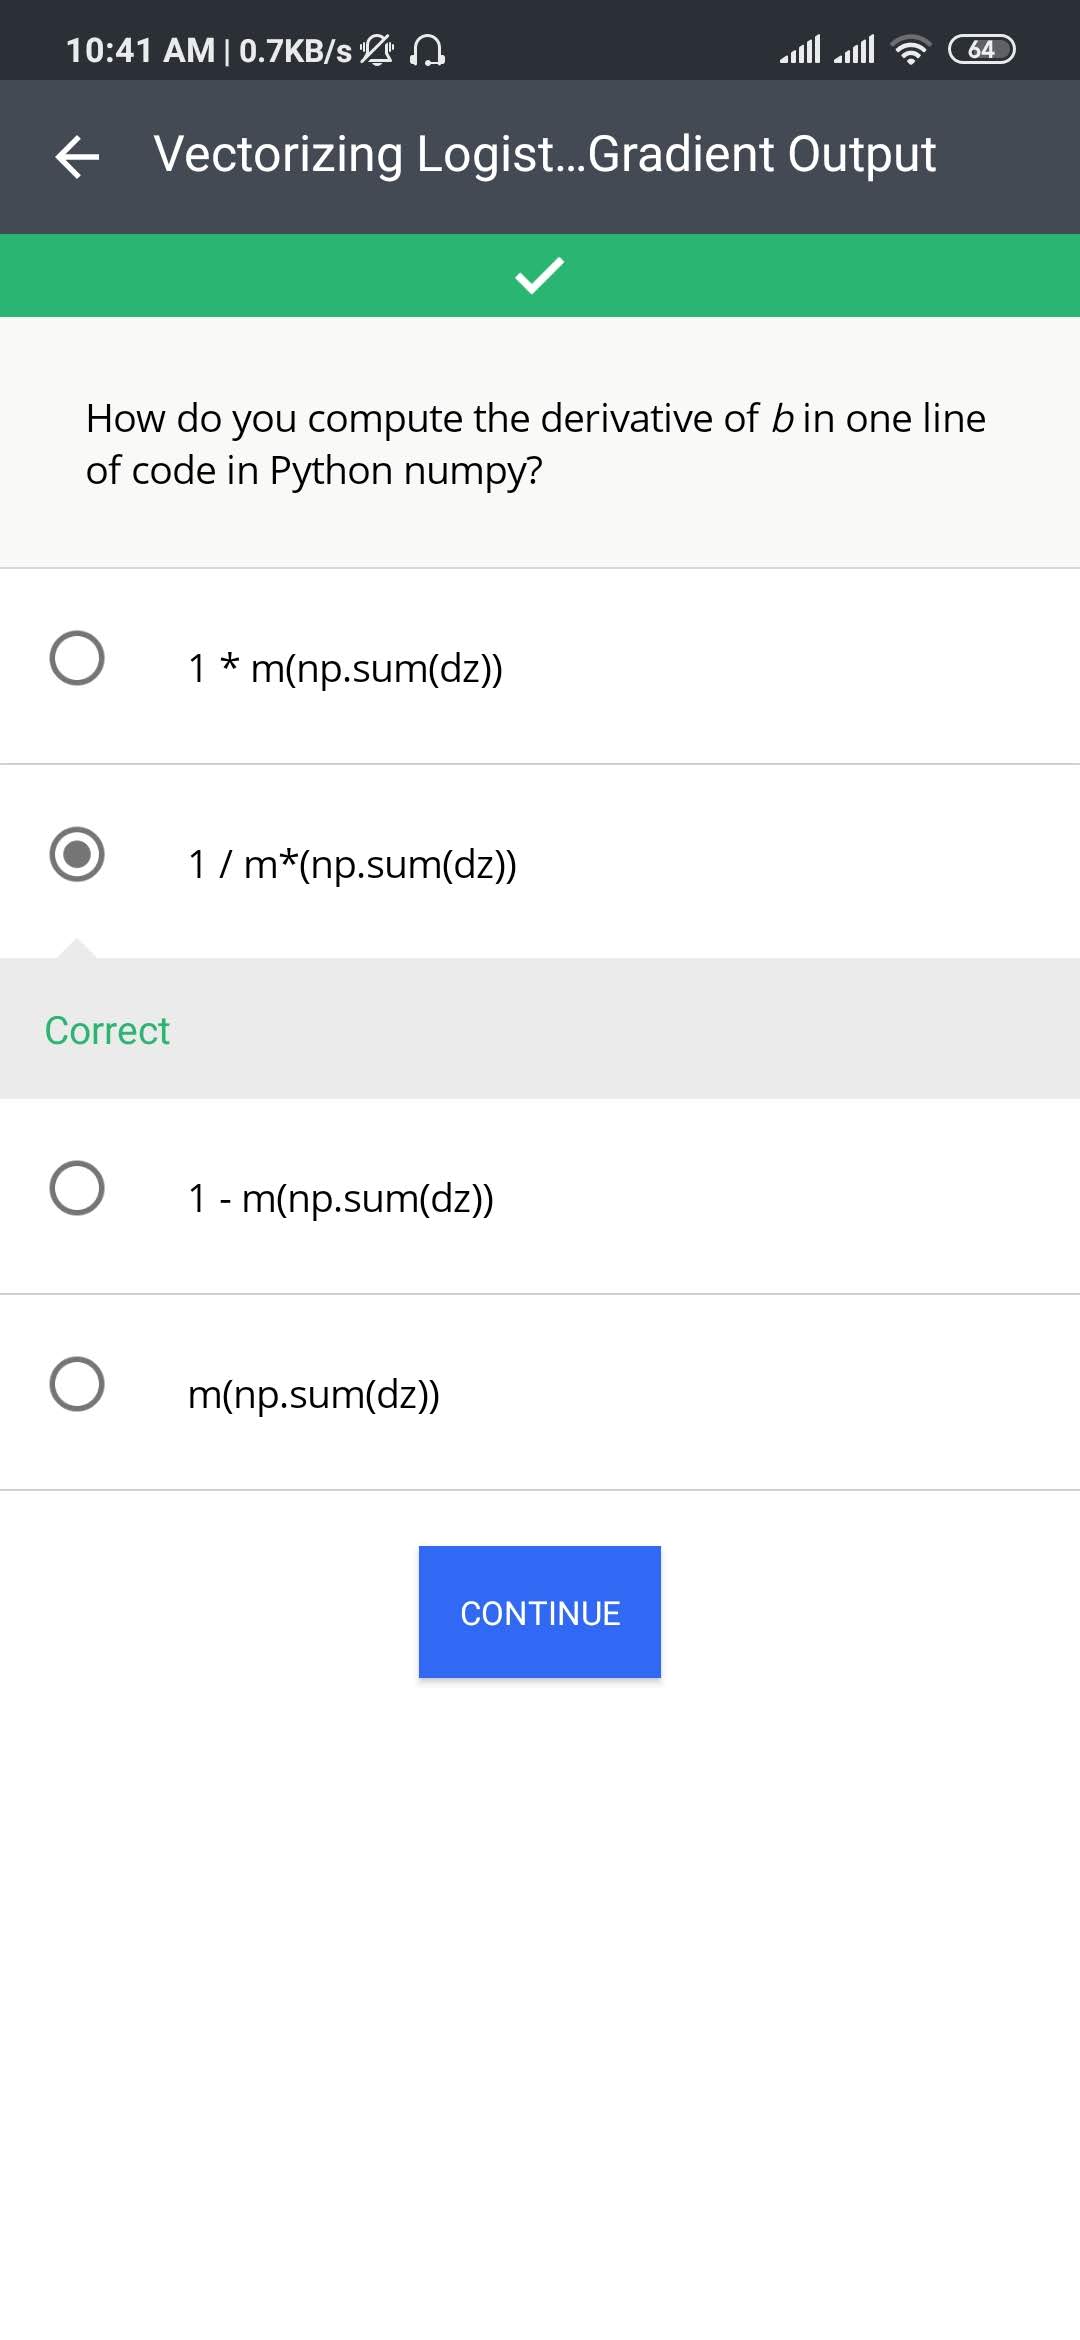 10:41 AM | 0.7KB/s 64
Vectorizing Logist...Gradient Output
How do you compute the derivative of b in one line
of code in Python numpy?
1 * m(np.sum(dz))
1 / m*(np.sum(dz))
Correct
1 - m(np.sum(dz))
m(np.sum(dz))
CONTINUE